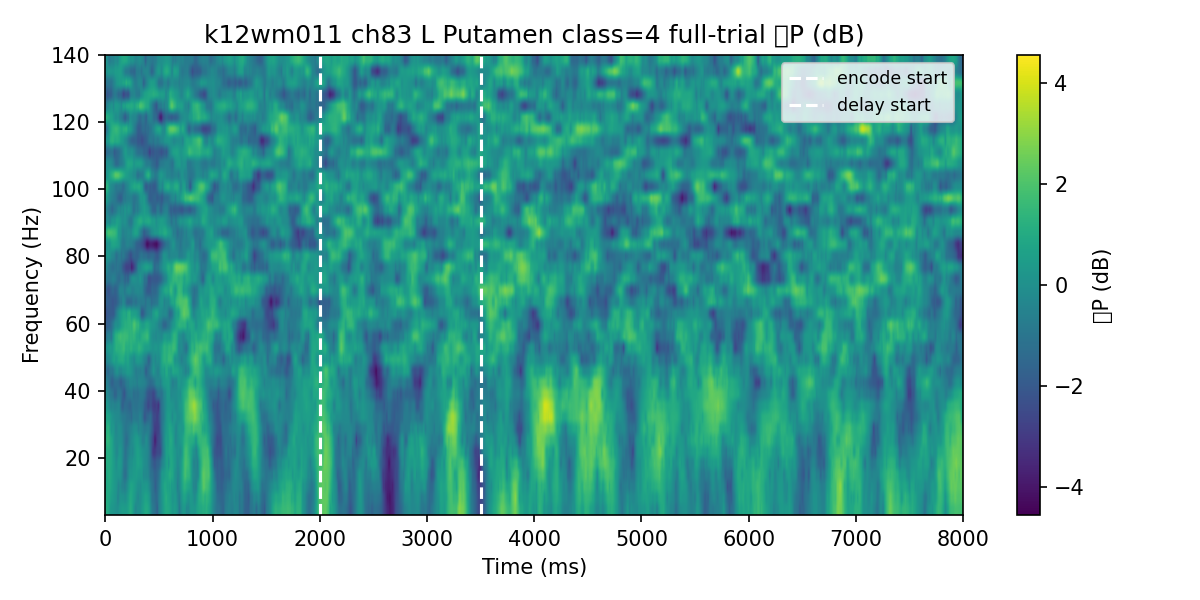 k12wm011 ch83 L Putamen class=4 full-trial □P (dB)
140
120
100
80
60
40
20
Frequency (Hz)
0 1000 2000 3000 4000 5000 6000 7000 8000
Time (ms)
encode start
delay start
4
2
0
−2
−4
□P (dB)